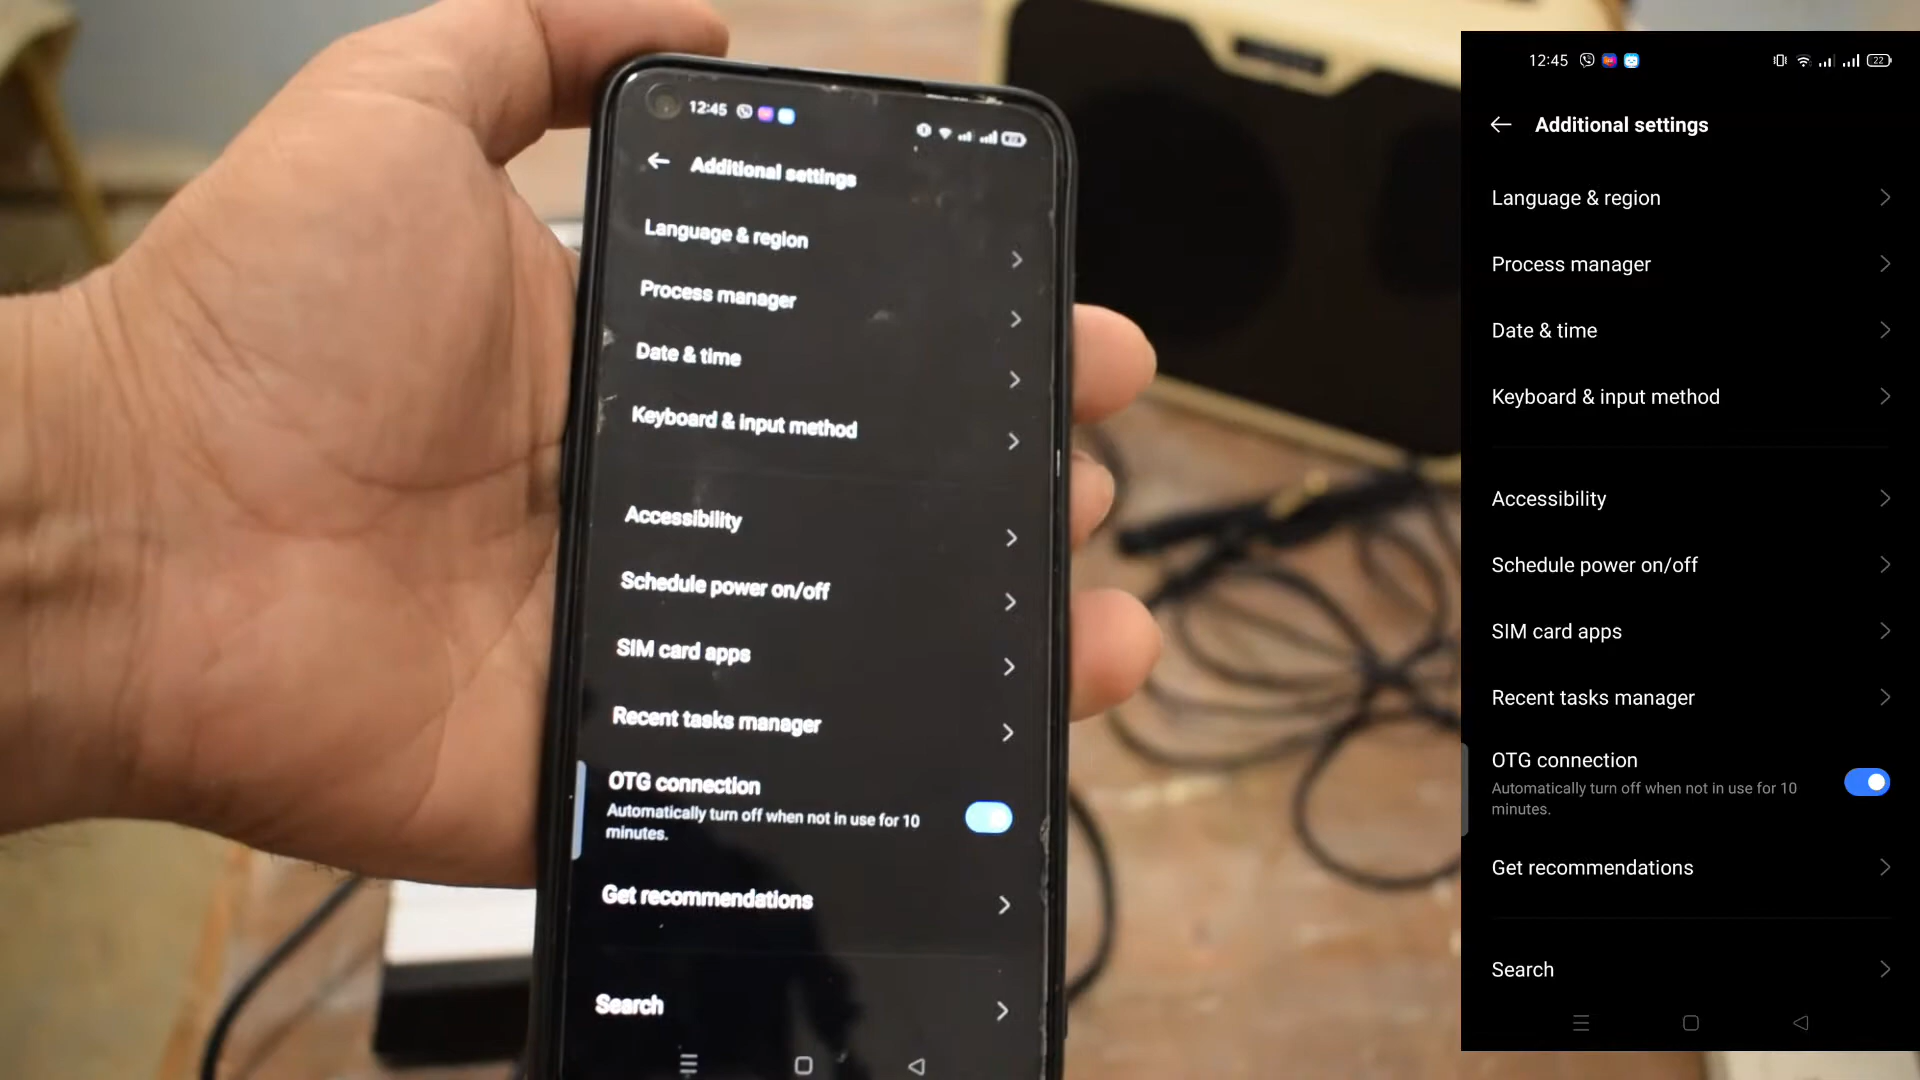 12:45
Additional settings
Language & region
Process manager
Date & time
Keyboard & input method
Accessibility
Schedule power on/off
SIM card apps
Recent tasks manager
OTG connection
Automatically turn off when not in use for 10
minutes.
Get recommendations
Search
12:45
22
Additional settings
Language & region
Process manager
Date & time
Keyboard & input method
Accessibility
Schedule power on/off
SIM card apps
Recent tasks manager
OTG connection
Automatically turn off when not in use for 10
minutes.
Get recommendations
Search